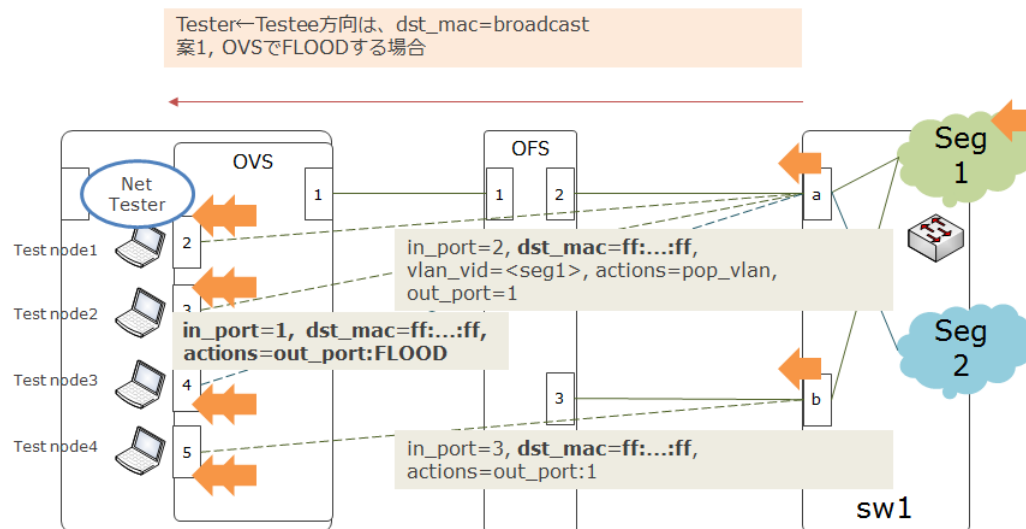 Tester←Testee方向は、dst_mac=broadcast
案1, OVSでFLOODする場合
OVS
OFS
Seg
1
Net
Tester
1
1
2
a
Test node1
2
in_port=2, dst_mac=ff:...:ff,
vlan_vid=<seg1>, actions=pop_vlan,
out_port=1
Test node2
3
in_port=1, dst_mac=ff:...:ff,
actions=out_port:FLOOD
Seg
2
Test node3
4
3
b
Test node4
5
in_port=3, dst_mac=ff:...:ff,
actions=out_port:1
sw1